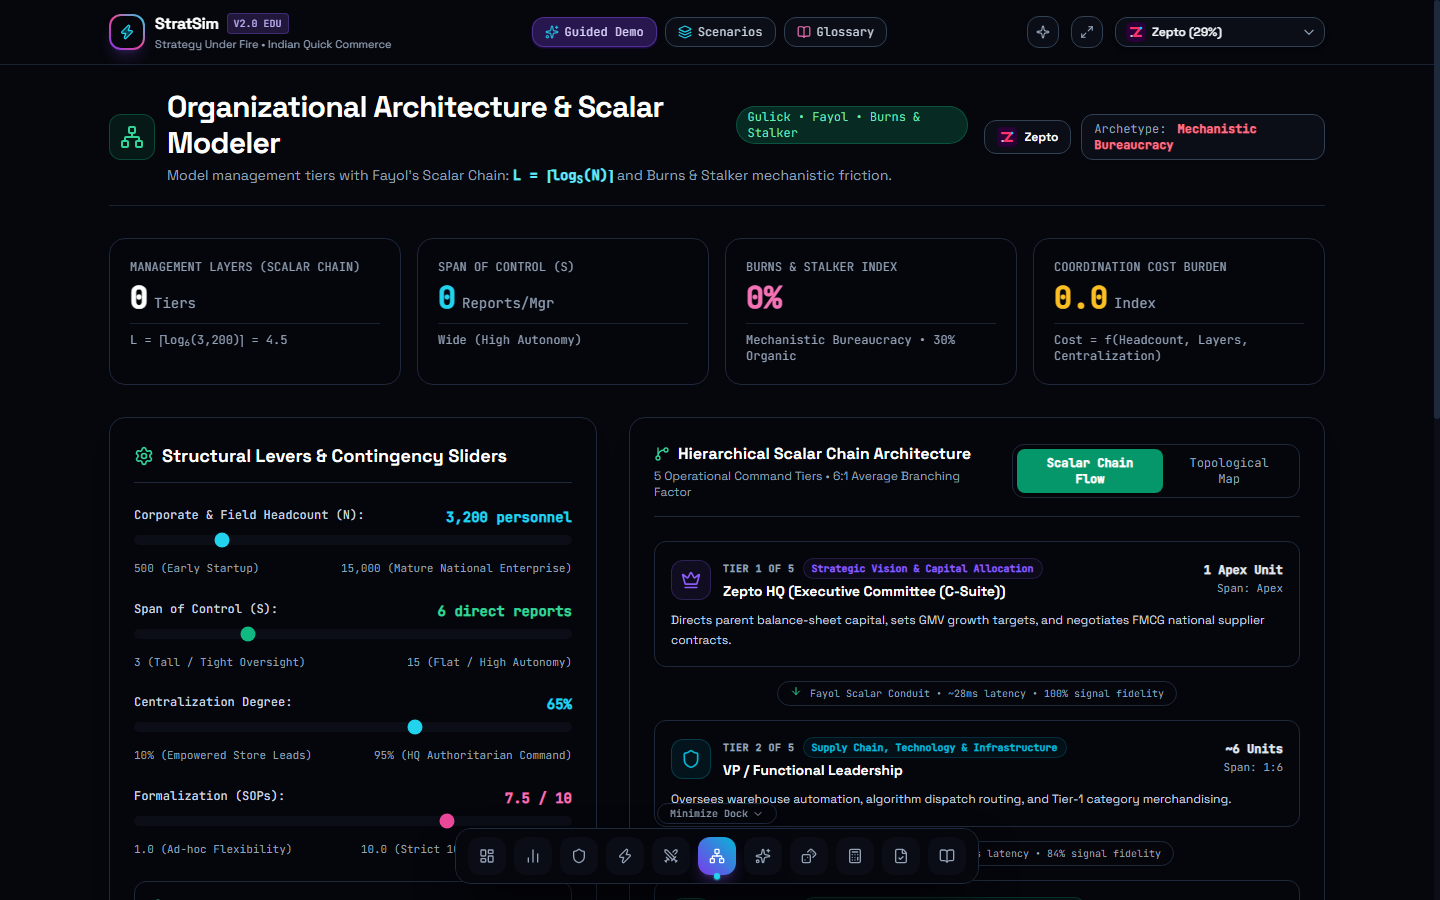 StratSim V2.0 EDU
Strategy Under Fire • Indian Quick Commerce
Guided Demo
Scenarios
Glossary
Zepto (29%)
Organizational Architecture & Scalar
Modeler
Gulick • Fayol • Burns &
Stalker
Zepto
Archetype: Mechanistic
Bureaucracy
Model management tiers with Fayol's Scalar Chain: L = ⌈log₅(N)⌉ and Burns & Stalker mechanistic friction.
MANAGEMENT LAYERS (SCALAR CHAIN)
0 Tiers
L = ⌈log₆(3,200)⌉ = 4.5
SPAN OF CONTROL (S)
0 Reports/Mgr
Wide (High Autonomy)
BURNS & STALKER INDEX
0%
Mechanistic Bureaucracy • 30%
Organic
COORDINATION COST BURDEN
0.0 Index
Cost = f(Headcount, Layers,
Centralization)
Structural Levers & Contingency Sliders
Corporate & Field Headcount (N):
3,200 personnel
500 (Early Startup)
15,000 (Mature National Enterprise)
Span of Control (S):
6 direct reports
3 (Tall / Tight Oversight)
15 (Flat / High Autonomy)
Centralization Degree:
65%
10% (Empowered Store Leads)
95% (HQ Authoritarian Command)
Formalization (SOPs):
7.5 / 10
1.0 (Ad-hoc Flexibility)
10.0 (Strict
Hierarchical Scalar Chain Architecture
5 Operational Command Tiers • 6:1 Average Branching
Factor
Scalar Chain
Flow
Topological
Map
TIER 1 OF 5 Strategic Vision & Capital Allocation
Zepto HQ (Executive Committee (C-Suite))
1 Apex Unit
Span: Apex
Directs parent balance-sheet capital, sets GMV growth targets, and negotiates FMCG national supplier
contracts.
Fayol Scalar Conduit • ~28ms latency • 100% signal fidelity
TIER 2 OF 5 Supply Chain, Technology & Infrastructure
VP / Functional Leadership
~6 Units
Span: 1:6
Oversees warehouse automation, algorithm dispatch routing, and Tier-1 category merchandising.
Minimize Dock
latency • 84% signal fidelity